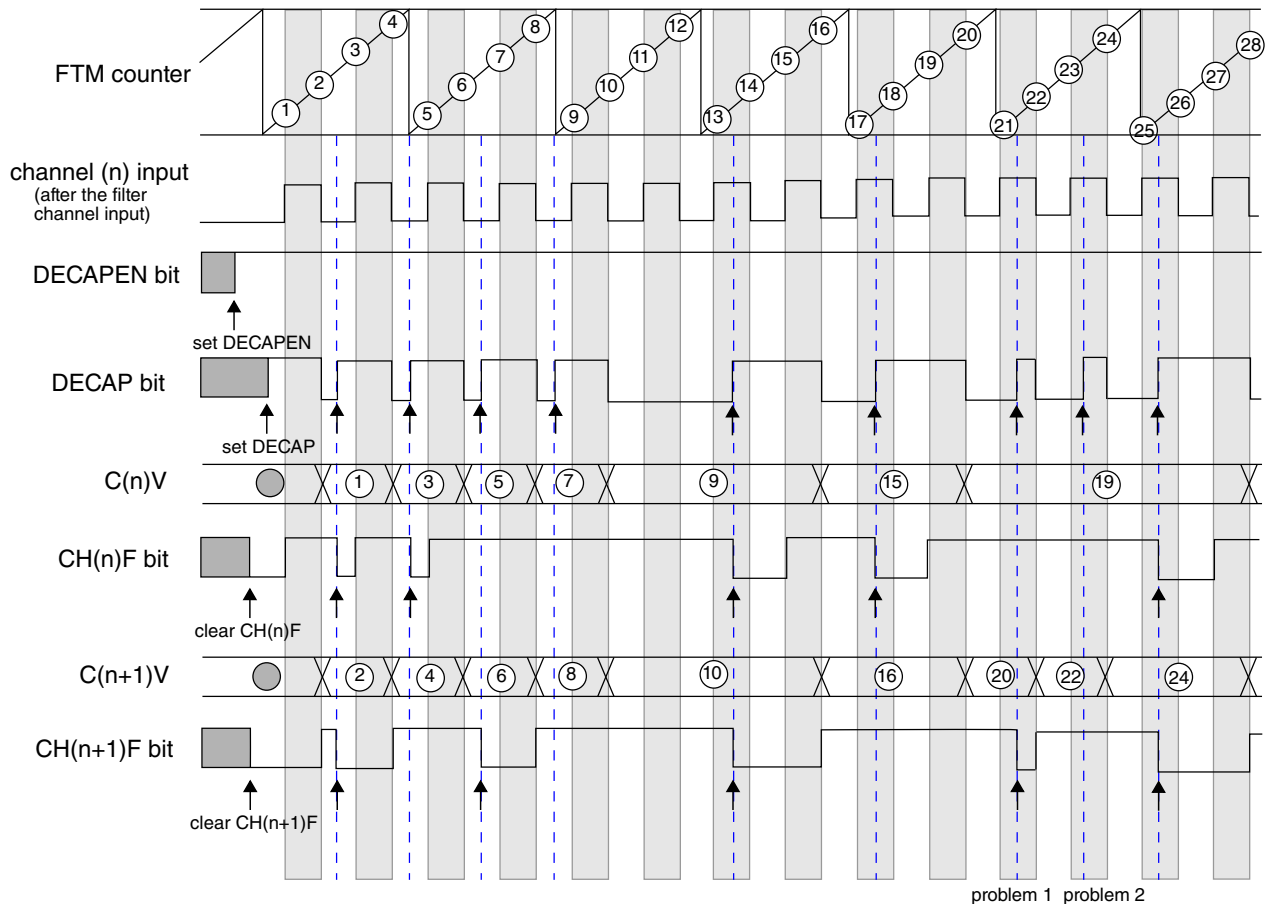 4 8 12 16 20 24 28
3 7 11 15 19 23 27
FTM counter
2 6 10 14 18 22 26
1 5 9 13 17 21 25
channel (n) input
(after the filter
channel input)
DECAPEN bit
set DECAPEN
DECAP bit
set DECAP
C(n)V 1 3 5 7 9 15 19
CH(n)F bit
clear CH(n)F
C(n+1)V 2 4 6 8 10 16 20 22 24
CH(n+1)F bit
clear CH(n+1)F
problem 1 problem 2